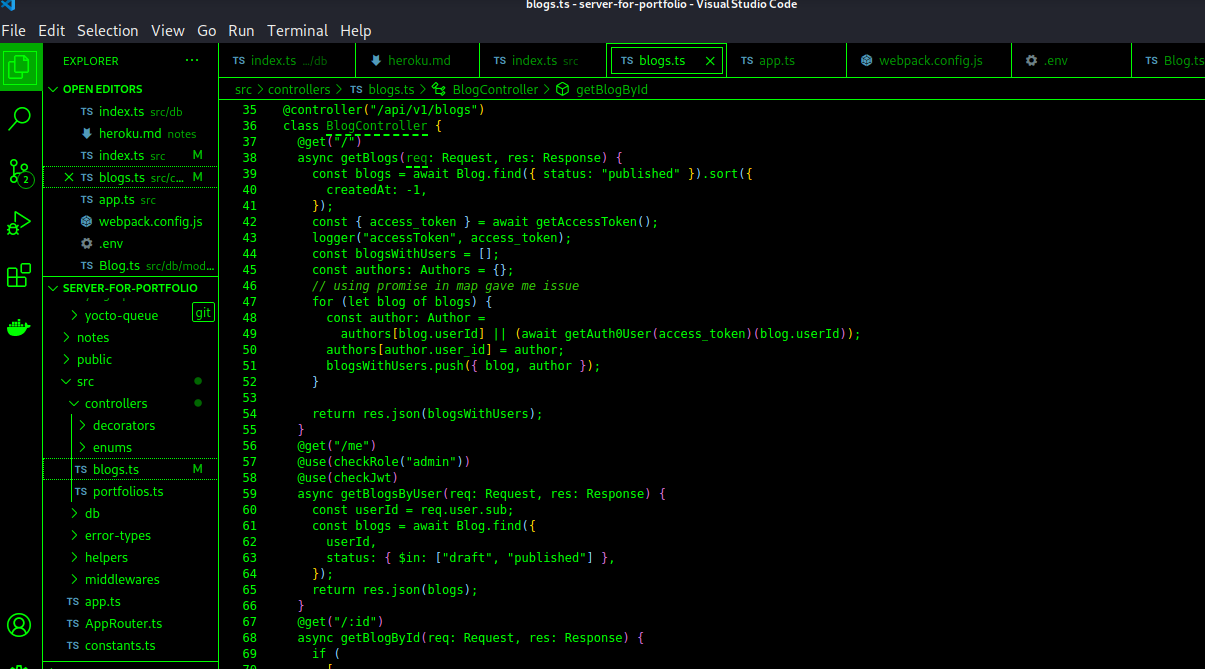 blogs.ts - server-for-portfolio - Visual Studio Code
File Edit Selection View Go Run Terminal Help
EXPLORER ···
OPEN EDITORS
TS index.ts src/db
heroku.md notes
TS index.ts src M
TS blogs.ts src/c... M
TS app.ts src
webpack.config.js
.env
TS Blog.ts src/db/mod...
SERVER-FOR-PORTFOLIO
yocto-queue
git
notes
public
src
controllers
decorators
enums
TS blogs.ts M
TS portfolios.ts
db
error-types
helpers
middlewares
TS app.ts
TS AppRouter.ts
TS constants.ts
2
TS index.ts .../db heroku.md TS index.ts src TS blogs.ts TS app.ts webpack.config.js .env TS Blog.ts
src > controllers > TS blogs.ts > BlogController > getBlogById
35 @controller("/api/v1/blogs")
36 class BlogController {
37 @get("/")
38 async getBlogs(req: Request, res: Response) {
39 const blogs = await Blog.find({ status: "published" }).sort({
40 createdAt: -1,
41 });
42 const { access_token } = await getAccessToken();
43 logger("accessToken", access_token);
44 const blogsWithUsers = [];
45 const authors: Authors = {};
46 // using promise in map gave me issue
47 for (let blog of blogs) {
48 const author: Author =
49 authors[blog.userId] || (await getAuth0User(access_token)(blog.userId));
50 authors[author.user_id] = author;
51 blogsWithUsers.push({ blog, author });
52 }
53
54 return res.json(blogsWithUsers);
55 }
56 @get("/me")
57 @use(checkRole("admin"))
58 @use(checkJwt)
59 async getBlogsByUser(req: Request, res: Response) {
60 const userId = req.user.sub;
61 const blogs = await Blog.find({
62 userId,
63 status: { $in: ["draft", "published"] },
64 });
65 return res.json(blogs);
66 }
67 @get("/:id")
68 async getBlogById(req: Request, res: Response) {
69 if (
70 [